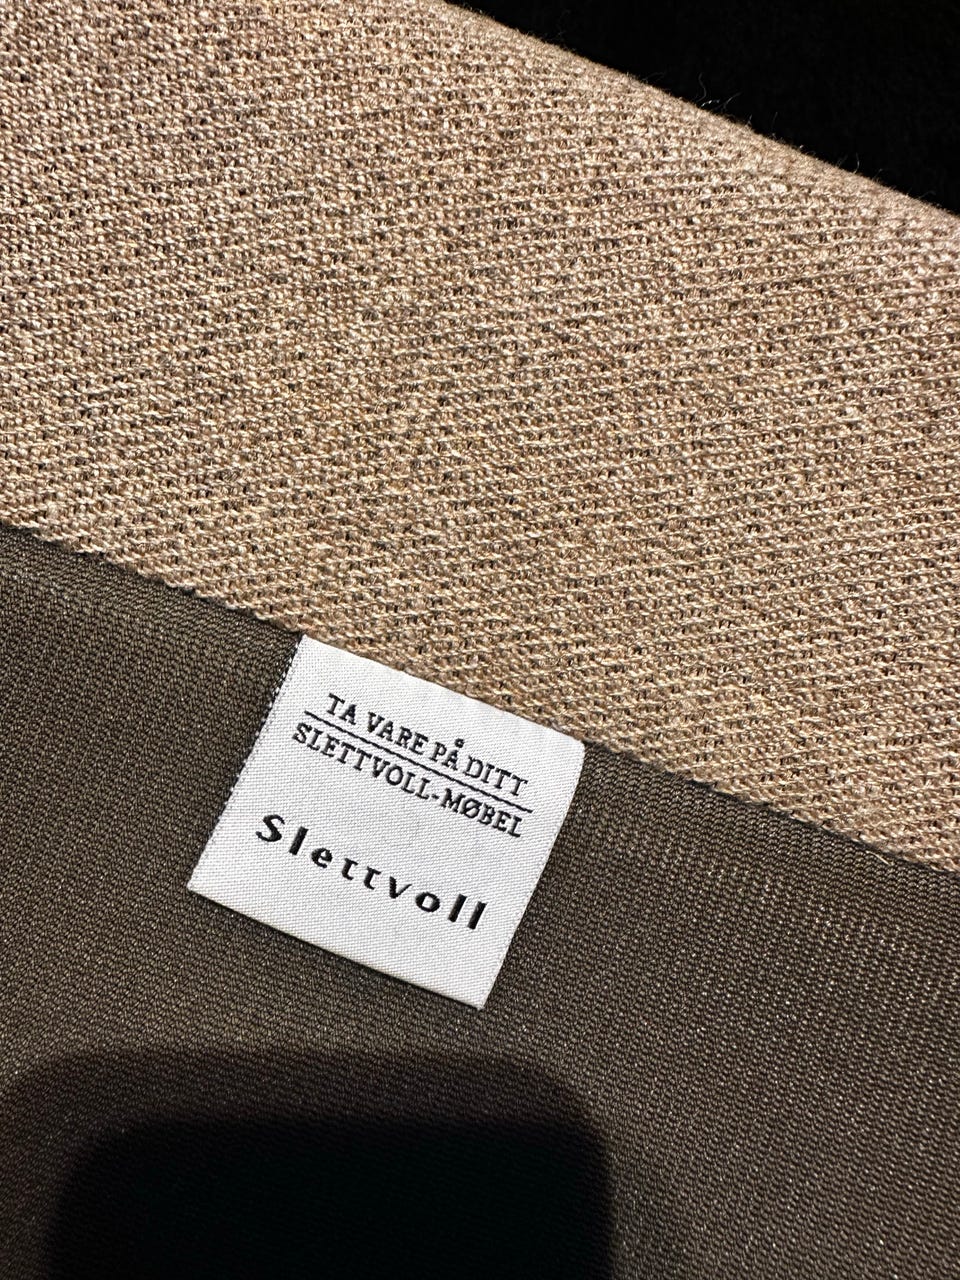 TA VARE PÅ DITT
SLETTVOLL-MØBEL
Slettvoll